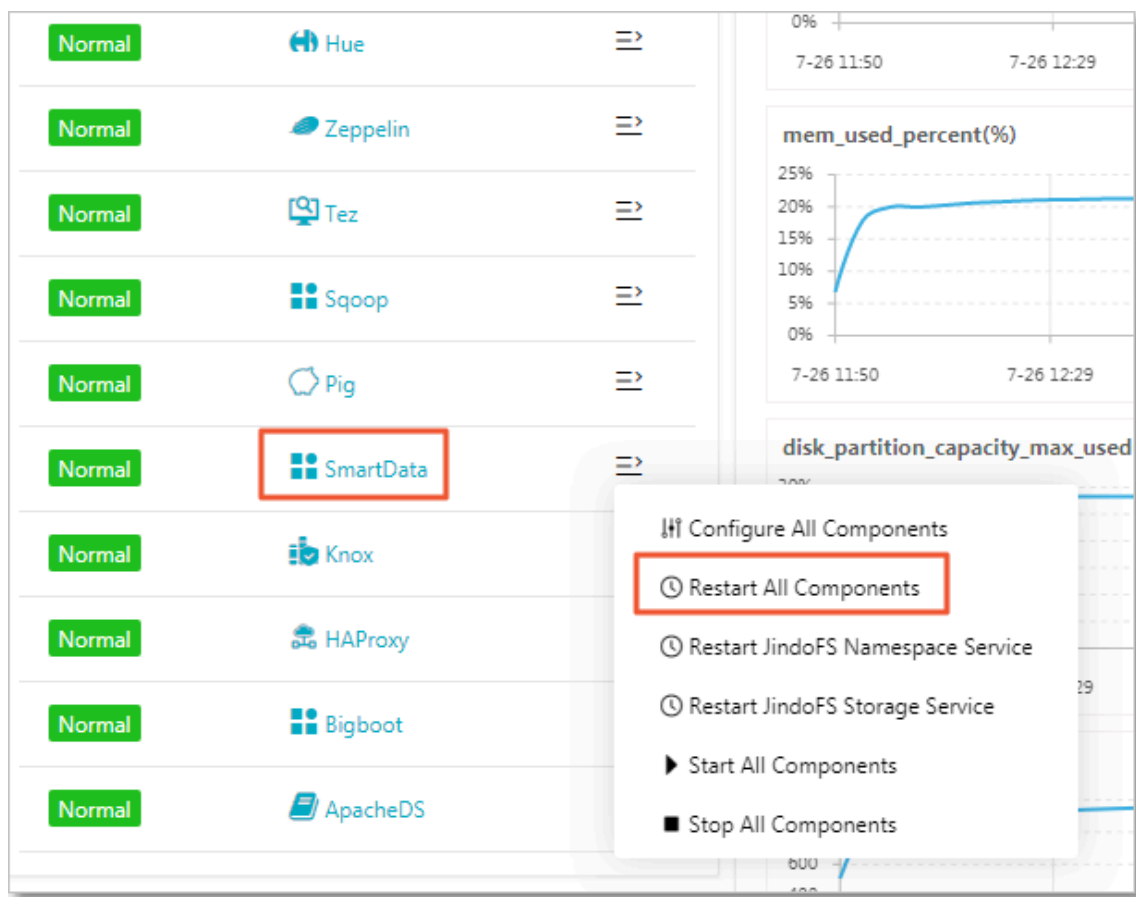 Normal Hue
Normal Zeppelin
Normal Tez
Normal Sqoop
Normal Pig
Normal SmartData
Normal Knox
Normal HAProxy
Normal Bigboot
Normal ApacheDS
Configure All Components
Restart All Components
Restart JindoFS Namespace Service
Restart JindoFS Storage Service
Start All Components
Stop All Components
0%
7-26 11:50 7-26 12:29
mem_used_percent(%)
25%
20%
15%
10%
5%
0%
7-26 11:50 7-26 12:29
disk_partition_capacity_max_used
29
600